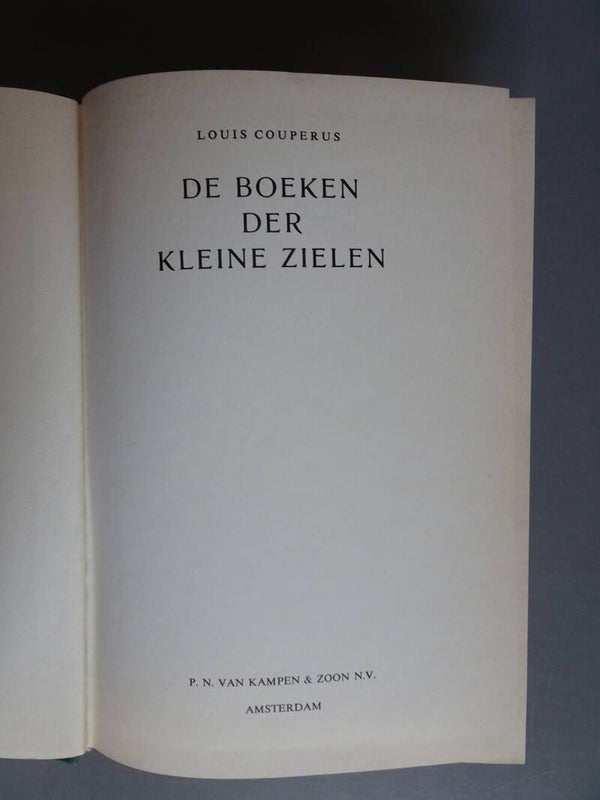 LOUIS COUPERUS
DE BOEKEN
DER
KLEINE ZIELEN
P. N. VAN KAMPEN & ZOON N.V.
AMSTERDAM